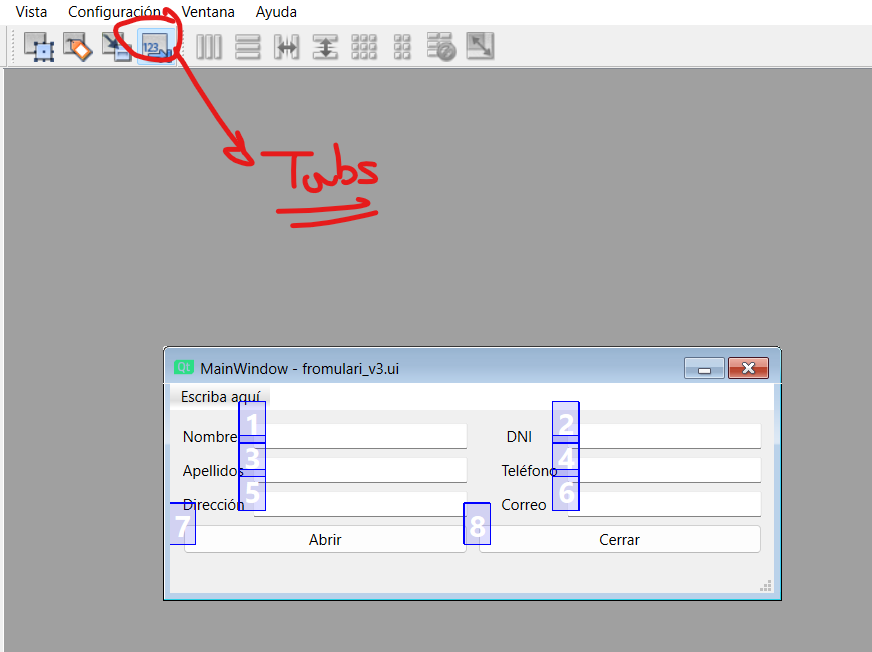 Vista Configuración Ventana Ayuda
123
Tabs
Qt MainWindow - fromulari_v3.ui
Escriba aquí
Nombre 1 DNI 2
Apellidos 3 Teléfono 4
Dirección 5 Correo 6
7 Abrir 8 Cerrar